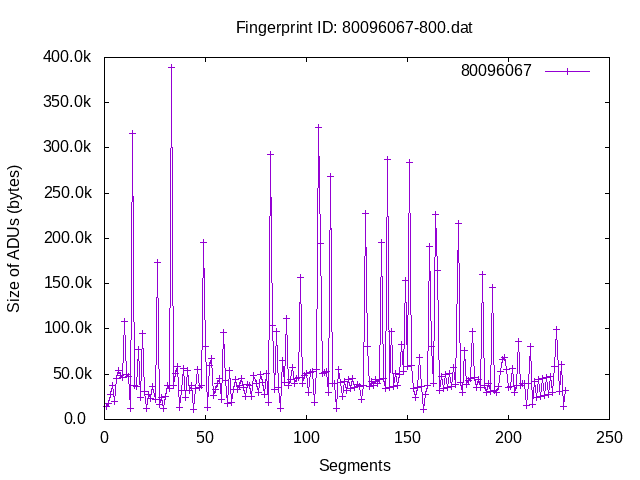 Fingerprint ID: 80096067-800.dat
400.0k
350.0k
300.0k
250.0k
200.0k
150.0k
100.0k
50.0k
0.0
80096067
Size of ADUs (bytes)
0 50 100 150 200 250
Segments